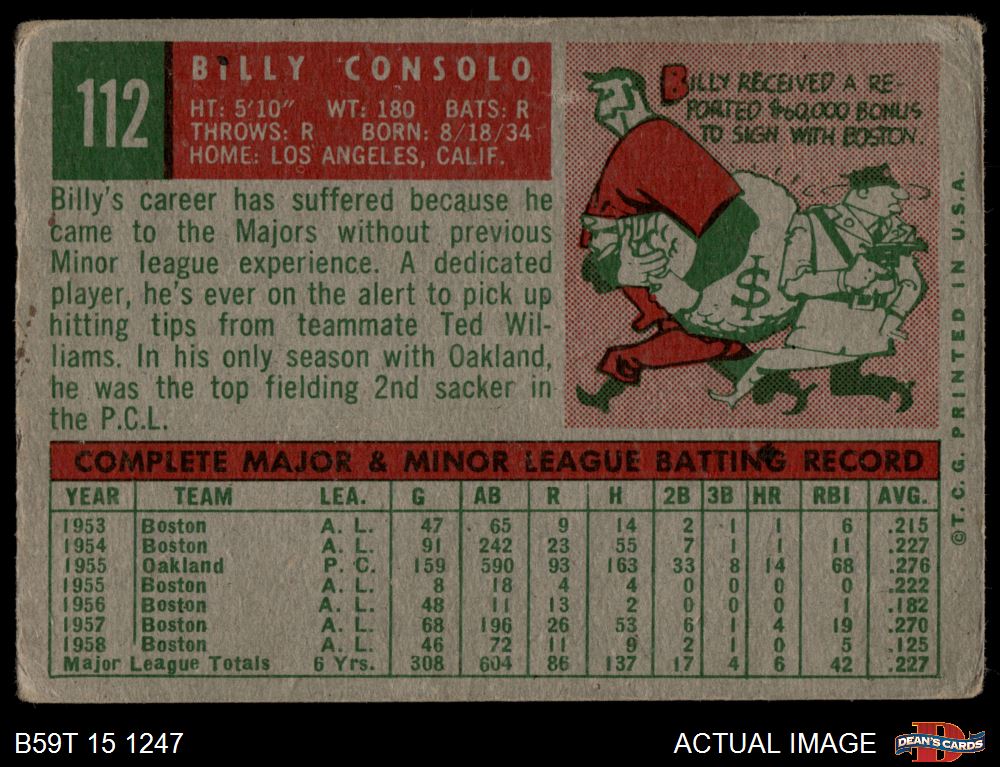 112
BILLY CONSOLO
HT: 5'10" WT: 180 BATS: R
THROWS: R BORN: 8/18/34
HOME: LOS ANGELES, CALIF.
Billy's career has suffered because he
came to the Majors without previous
Minor league experience. A dedicated
player, he's ever on the alert to pick up
hitting tips from teammate Ted Wil-
liams. In his only season with Oakland,
he was the top fielding 2nd sacker in
the P.C.L.
BILLY RECEIVED A RE-
PORTED $60,000 BONUS
TO SIGN WITH BOSTON.
$
©T. C. G. PRINTED IN U.S.A.
COMPLETE MAJOR & MINOR LEAGUE BATTING RECORD
YEAR TEAM LEA. G AB R H 2B 3B HR RBI AVG.
1953 Boston A. L. 47 65 9 14 2 1 1 6 .215
1954 Boston A. L. 91 242 23 55 7 1 1 11 .227
1955 Oakland P. C. 159 590 93 163 33 8 14 68 .276
1955 Boston A. L. 8 18 4 4 0 0 0 0 .222
1956 Boston A. L. 48 11 13 2 0 0 0 1 .182
1957 Boston A. L. 68 196 26 53 6 1 4 19 .270
1958 Boston A. L. 46 72 11 9 2 1 0 5 .125
Major League Totals 6 Yrs. 308 604 86 137 17 4 6 42 .227
B59T 15 1247
ACTUAL IMAGE
D
DEAN'S CARDS